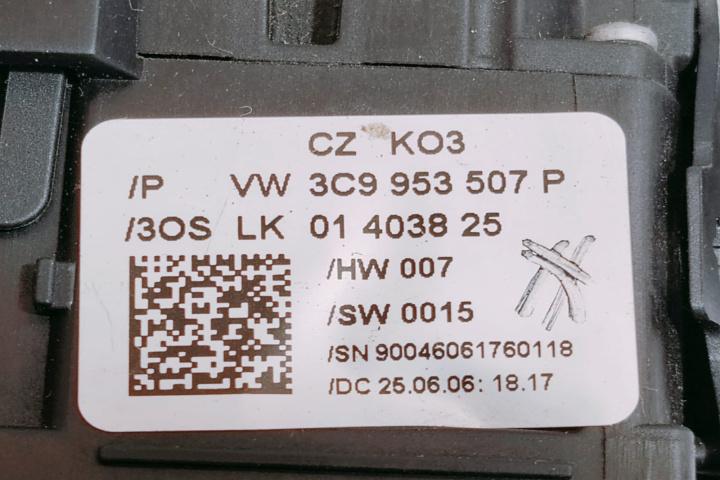 CZ KO3
/P VW 3C9 953 507 P
/3OS LK 01 4038 25
/HW 007
/SW 0015
/SN 90046061760118
/DC 25.06.06: 18.17